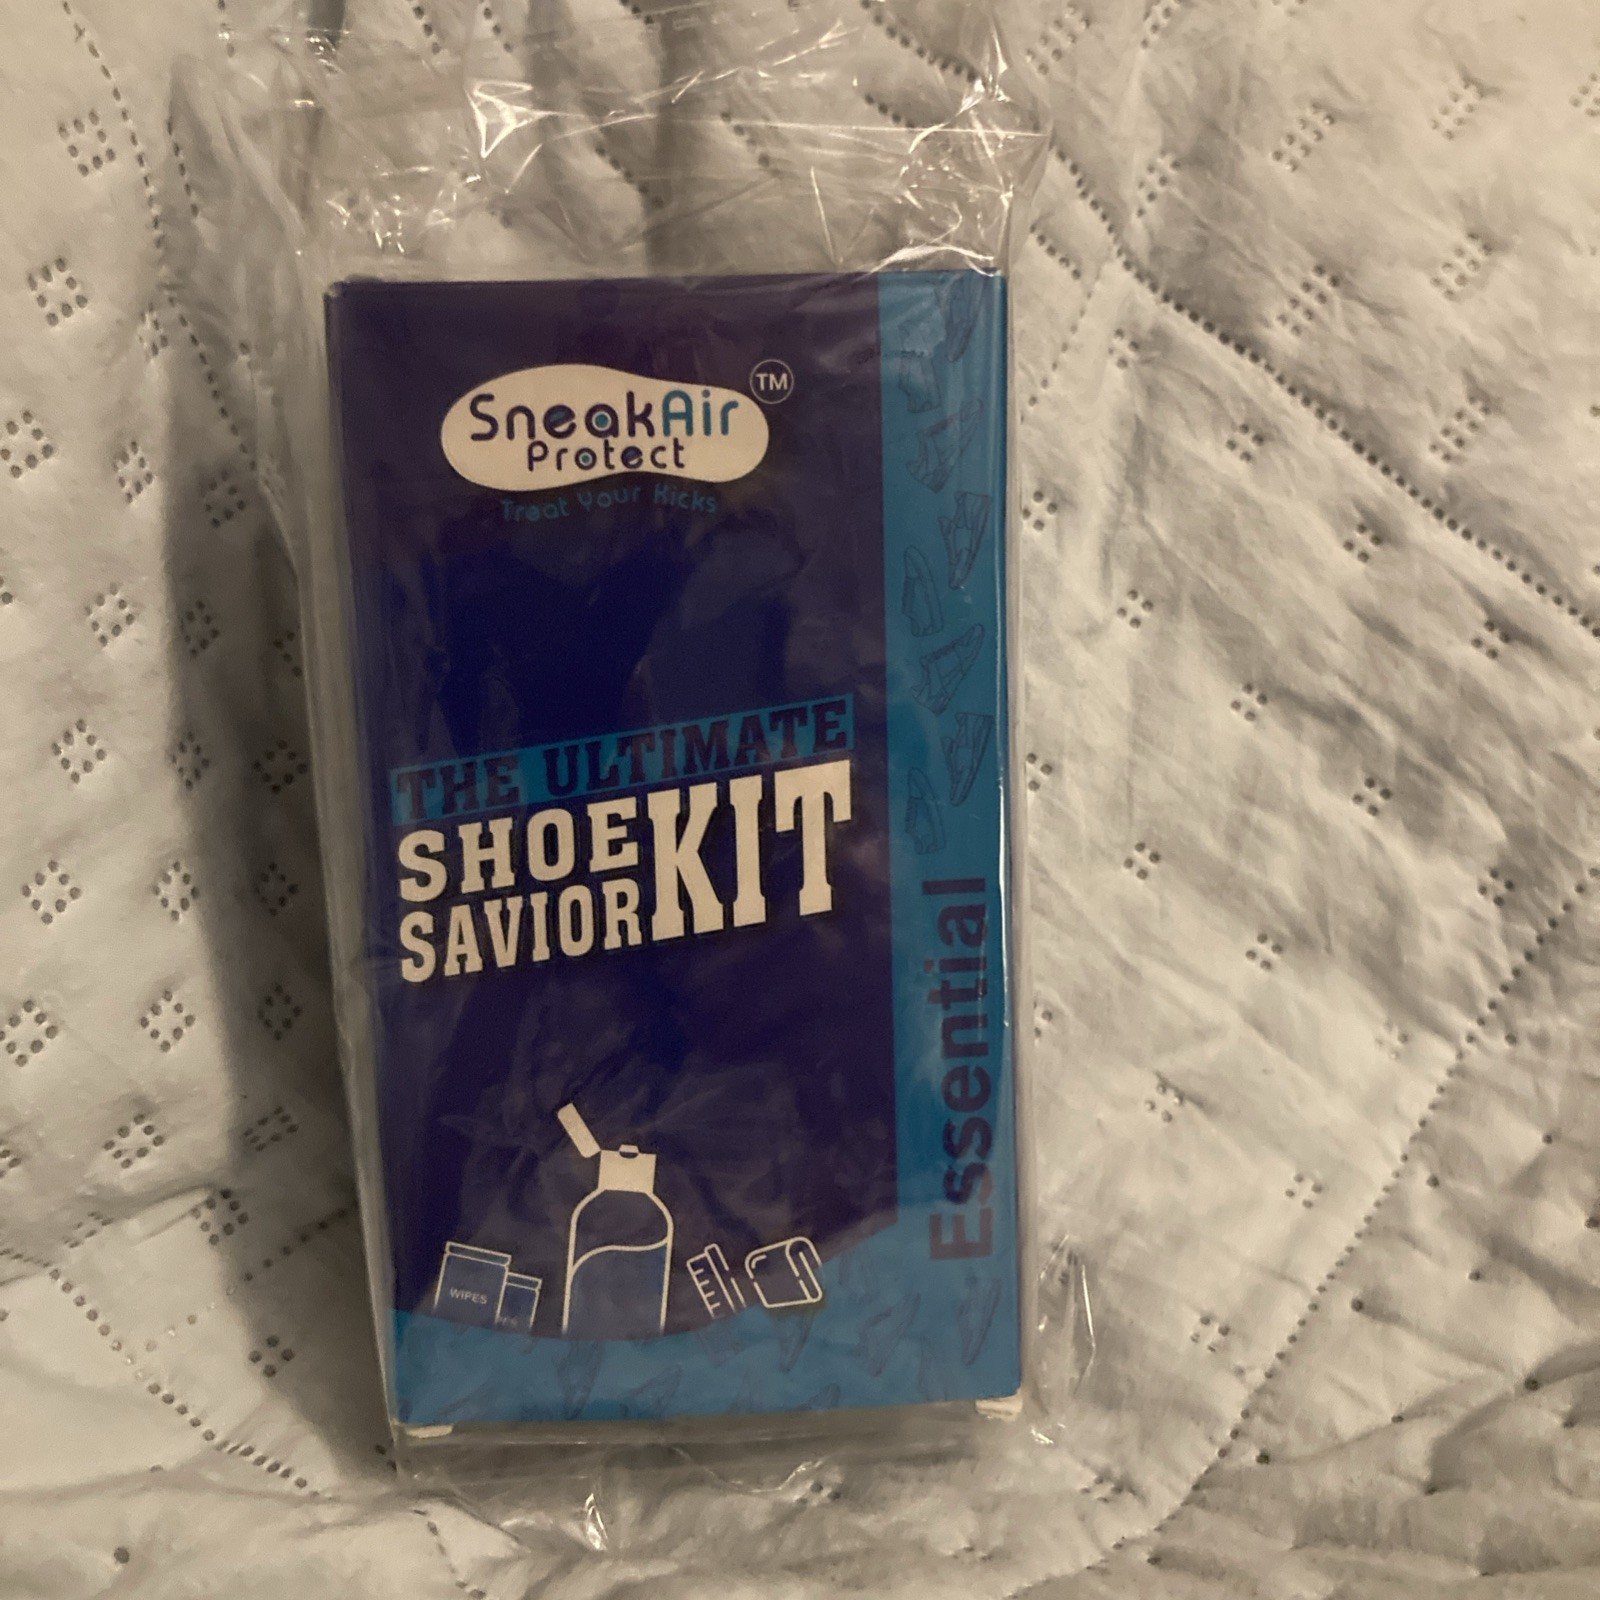 SneakAir
Protect
TM
Treat Your Kicks
THE ULTIMATE
SHOE
SAVIOR
KIT
Essential
WIPES